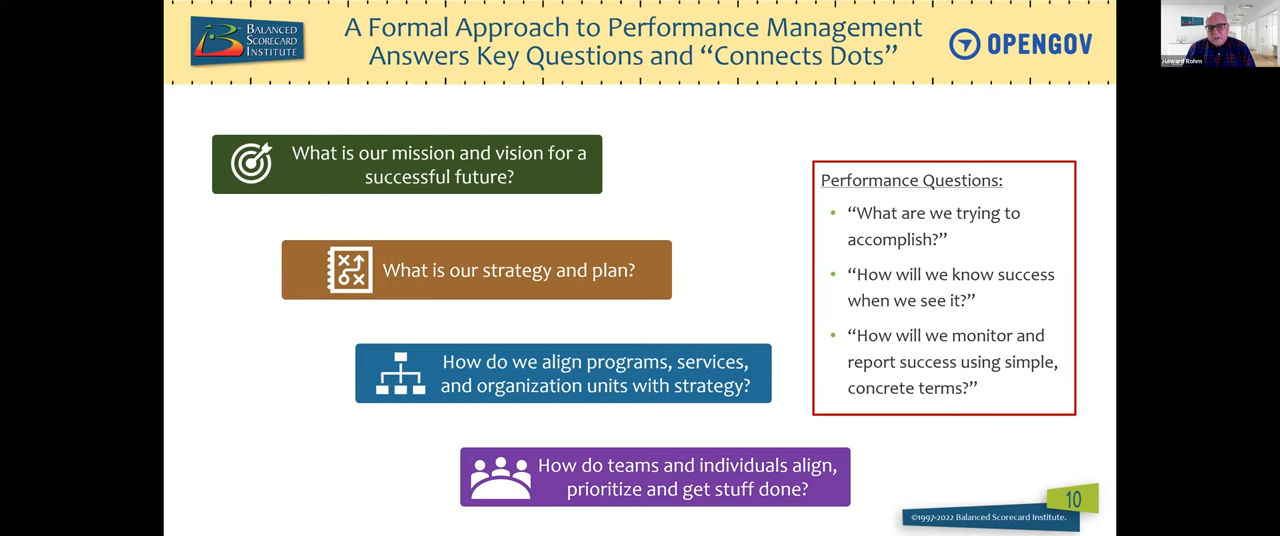 BALANCED
SCORECARD
INSTITUTE
A Formal Approach to Performance Management
Answers Key Questions and “Connects Dots”
OPENGOV
Howard Rohm
What is our mission and vision for a
successful future?
What is our strategy and plan?
How do we align programs, services,
and organization units with strategy?
How do teams and individuals align,
prioritize and get stuff done?
Performance Questions:
• “What are we trying to
accomplish?”
• “How will we know success
when we see it?”
• “How will we monitor and
report success using simple,
concrete terms?”
10
©1997-2022 Balanced Scorecard Institute.